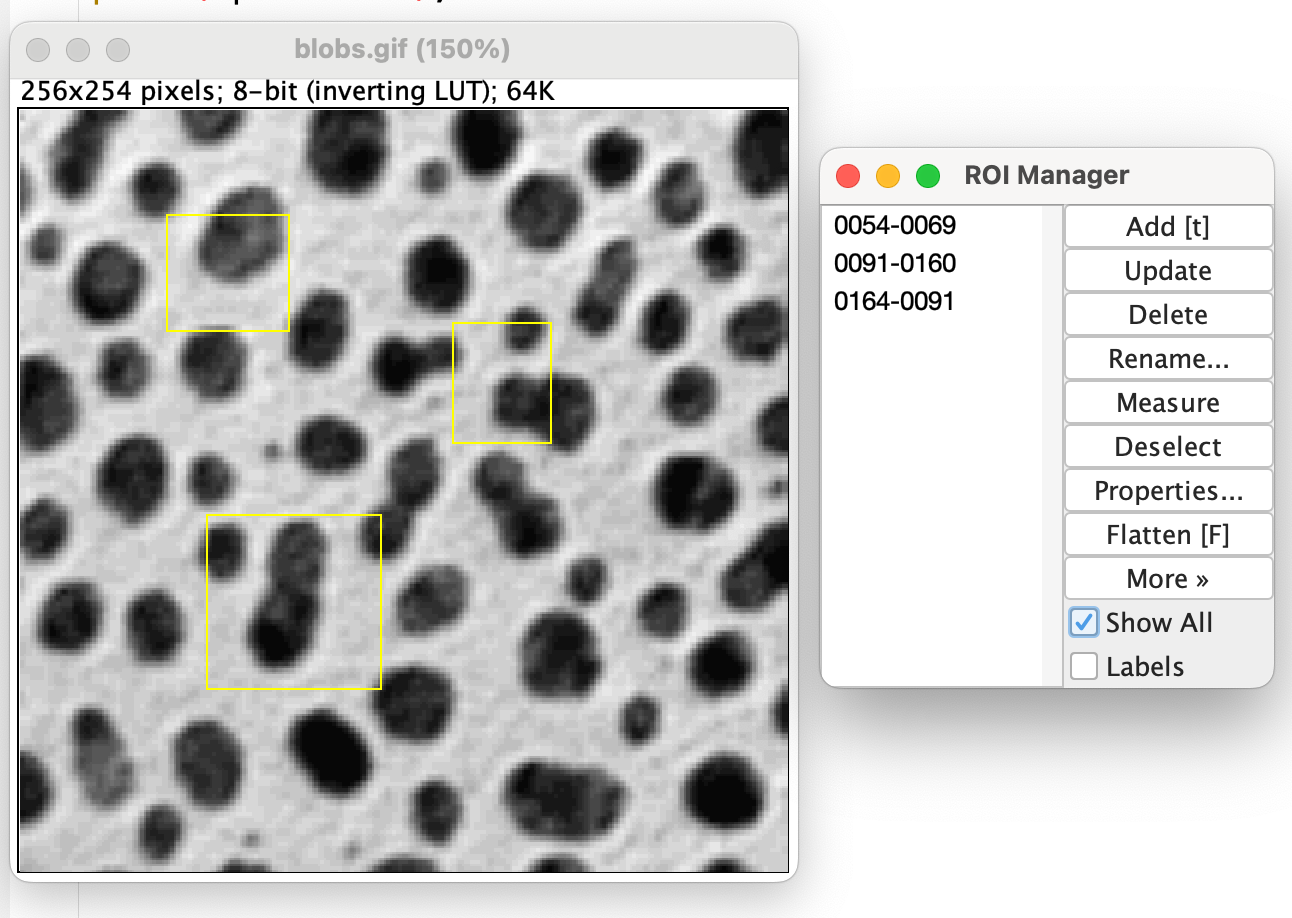 blobs.gif (150%)
256x254 pixels; 8-bit (inverting LUT); 64K
ROI Manager
0054-0069
0091-0160
0164-0091
Add [t]
Update
Delete
Rename...
Measure
Deselect
Properties...
Flatten [F]
More »
Show All
Labels